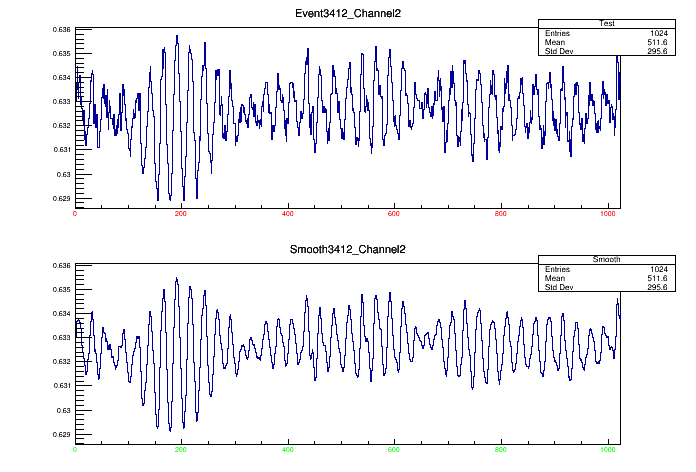 Event3412_Channel2
Test
Entries 1024
Mean 511.6
Std Dev 295.6
0.636
0.635
0.634
0.633
0.632
0.631
0.63
0.629
0 200 400 600 800 1000
Smooth3412_Channel2
Smooth
Entries 1024
Mean 511.6
Std Dev 295.6
0.636
0.635
0.634
0.633
0.632
0.631
0.63
0.629
0 200 400 600 800 1000